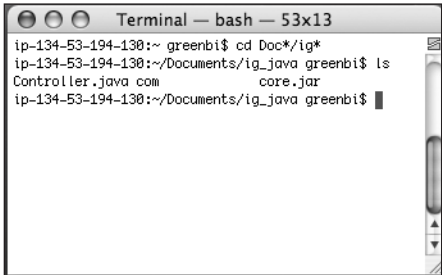 Terminal — bash — 53x13
ip-134-53-194-130:~ greenbi$ cd Doc*/ig*
ip-134-53-194-130:~/Documents/ig_java greenbi$ ls
Controller.java com             core.jar
ip-134-53-194-130:~/Documents/ig_java greenbi$